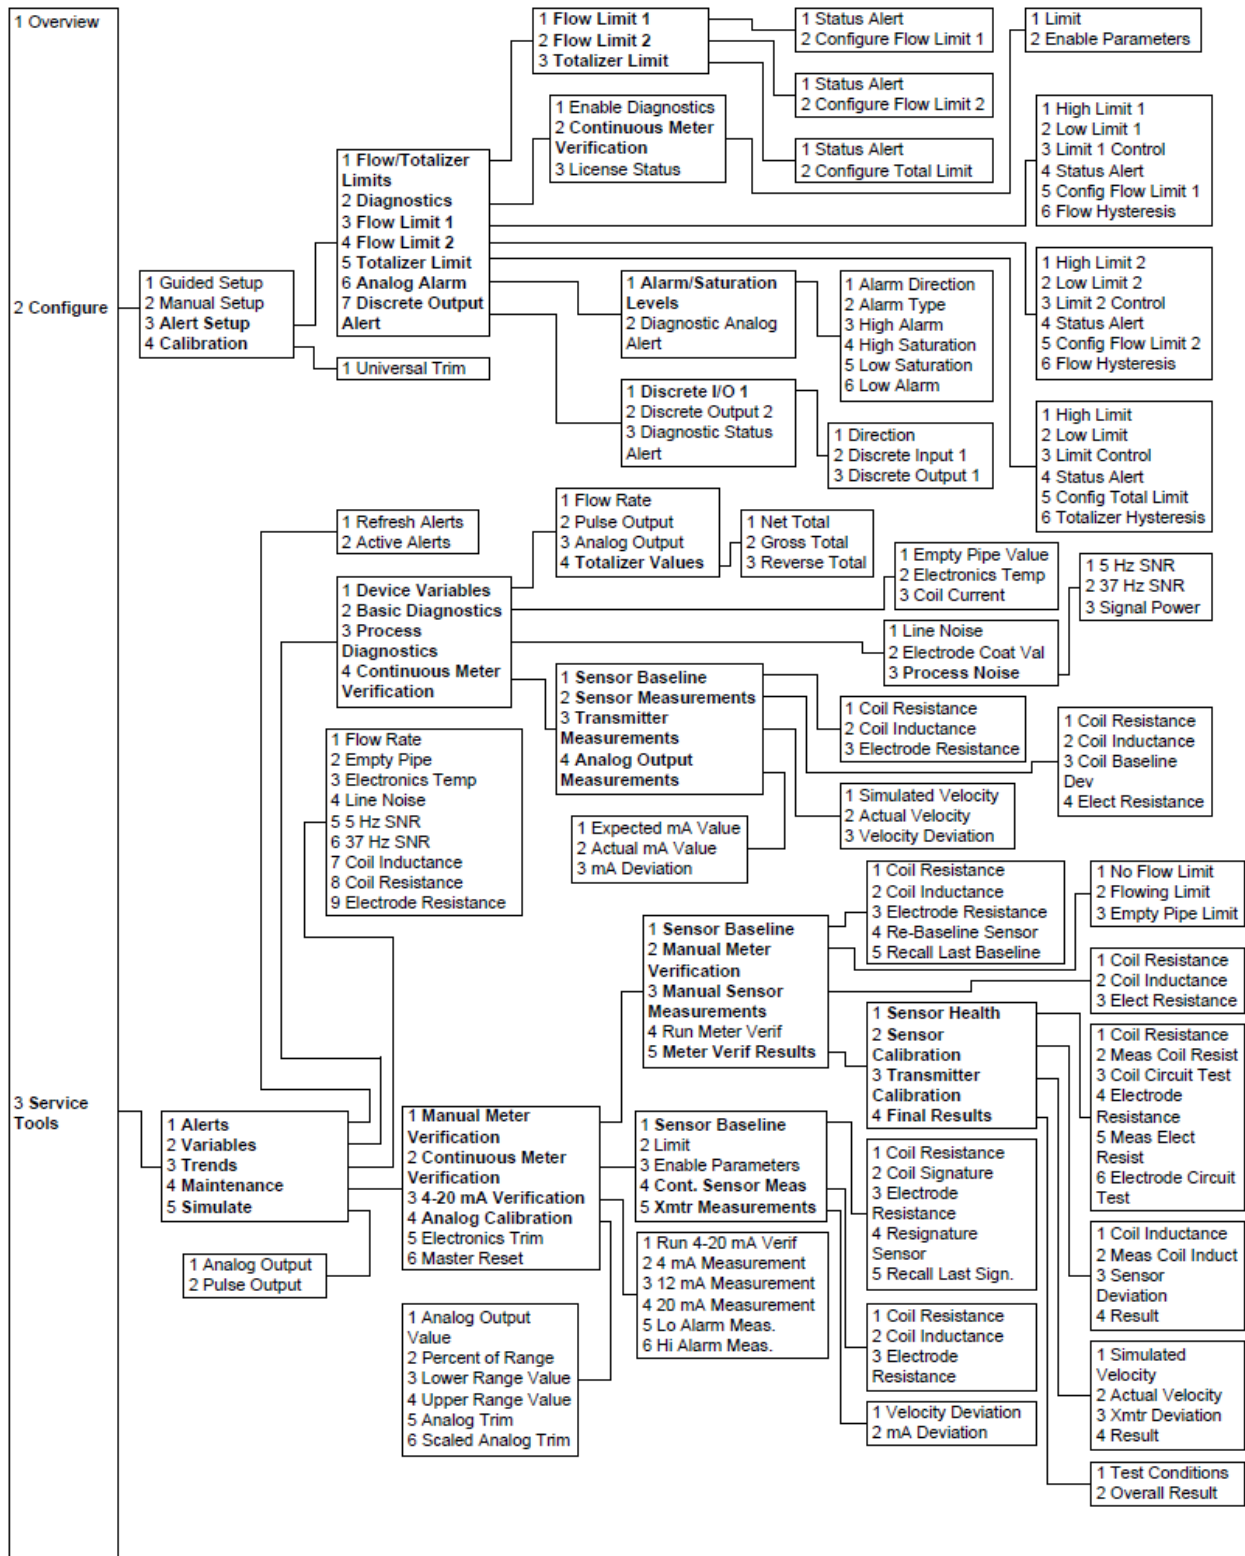 1 Overview
2 Configure
3 Service
Tools
1 Guided Setup
2 Manual Setup
3 Alert Setup
4 Calibration
1 Flow/Totalizer
Limits
2 Diagnostics
3 Flow Limit 1
4 Flow Limit 2
5 Totalizer Limit
6 Analog Alarm
7 Discrete Output
Alert
1 Universal Trim
1 Flow Limit 1
2 Flow Limit 2
3 Totalizer Limit
1 Status Alert
2 Configure Flow Limit 1
1 Status Alert
2 Configure Flow Limit 2
1 Status Alert
2 Configure Total Limit
1 Enable Diagnostics
2 Continuous Meter
Verification
3 License Status
1 Limit
2 Enable Parameters
1 High Limit 1
2 Low Limit 1
3 Limit 1 Control
4 Status Alert
5 Config Flow Limit 1
6 Flow Hysteresis
1 High Limit 2
2 Low Limit 2
3 Limit 2 Control
4 Status Alert
5 Config Flow Limit 2
6 Flow Hysteresis
1 High Limit
2 Low Limit
3 Limit Control
4 Status Alert
5 Config Total Limit
6 Totalizer Hysteresis
1 Alarm/Saturation
Levels
2 Diagnostic Analog
Alert
1 Alarm Direction
2 Alarm Type
3 High Alarm
4 High Saturation
5 Low Saturation
6 Low Alarm
1 Discrete I/O 1
2 Discrete Output 2
3 Diagnostic Status
Alert
1 Direction
2 Discrete Input 1
3 Discrete Output 1
1 Alerts
2 Variables
3 Trends
4 Maintenance
5 Simulate
1 Refresh Alerts
2 Active Alerts
1 Device Variables
2 Basic Diagnostics
3 Process
Diagnostics
4 Continuous Meter
Verification
1 Flow Rate
2 Pulse Output
3 Analog Output
4 Totalizer Values
1 Net Total
2 Gross Total
3 Reverse Total
1 Empty Pipe Value
2 Electronics Temp
3 Coil Current
1 Line Noise
2 Electrode Coat Val
3 Process Noise
1 5 Hz SNR
2 37 Hz SNR
3 Signal Power
1 Sensor Baseline
2 Sensor Measurements
3 Transmitter
Measurements
4 Analog Output
Measurements
1 Coil Resistance
2 Coil Inductance
3 Electrode Resistance
1 Coil Resistance
2 Coil Inductance
3 Coil Baseline
Dev
4 Elect Resistance
1 Simulated Velocity
2 Actual Velocity
3 Velocity Deviation
1 Expected mA Value
2 Actual mA Value
3 mA Deviation
1 Flow Rate
2 Empty Pipe
3 Electronics Temp
4 Line Noise
5 5 Hz SNR
6 37 Hz SNR
7 Coil Inductance
8 Coil Resistance
9 Electrode Resistance
1 Manual Meter
Verification
2 Continuous Meter
Verification
3 4-20 mA Verification
4 Analog Calibration
5 Electronics Trim
6 Master Reset
1 Sensor Baseline
2 Manual Meter
Verification
3 Manual Sensor
Measurements
4 Run Meter Verif
5 Meter Verif Results
1 Coil Resistance
2 Coil Inductance
3 Electrode Resistance
4 Re-Baseline Sensor
5 Recall Last Baseline
1 No Flow Limit
2 Flowing Limit
3 Empty Pipe Limit
1 Coil Resistance
2 Coil Inductance
3 Elect Resistance
1 Sensor Health
2 Sensor
Calibration
3 Transmitter
Calibration
4 Final Results
1 Coil Resistance
2 Meas Coil Resist
3 Coil Circuit Test
4 Electrode
Resistance
5 Meas Elect
Resist
6 Electrode Circuit
Test
1 Coil Inductance
2 Meas Coil Induct
3 Sensor
Deviation
4 Result
1 Simulated
Velocity
2 Actual Velocity
3 Xmtr Deviation
4 Result
1 Test Conditions
2 Overall Result
1 Sensor Baseline
2 Limit
3 Enable Parameters
4 Cont. Sensor Meas
5 Xmtr Measurements
1 Coil Resistance
2 Coil Signature
3 Electrode
Resistance
4 Resignature
Sensor
5 Recall Last Sign.
1 Coil Resistance
2 Coil Inductance
3 Electrode
Resistance
1 Velocity Deviation
2 mA Deviation
1 Run 4-20 mA Verif
2 4 mA Measurement
3 12 mA Measurement
4 20 mA Measurement
5 Lo Alarm Meas.
6 Hi Alarm Meas.
1 Analog Output
Value
2 Percent of Range
3 Lower Range Value
4 Upper Range Value
5 Analog Trim
6 Scaled Analog Trim
1 Analog Output
2 Pulse Output